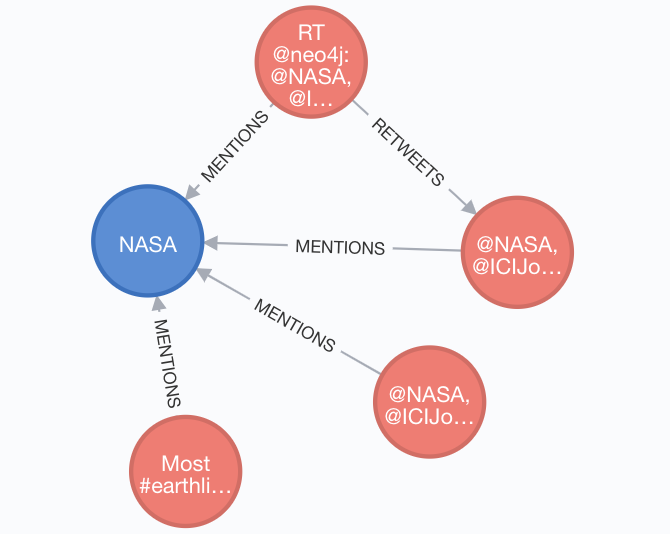 RT
@neo4j:
@NASA,
@I…
MENTIONS
RETWEETS
NASA
MENTIONS
@NASA,
@ICIJo…
MENTIONS
MENTIONS
@NASA,
@ICIJo…
Most
#earthli…